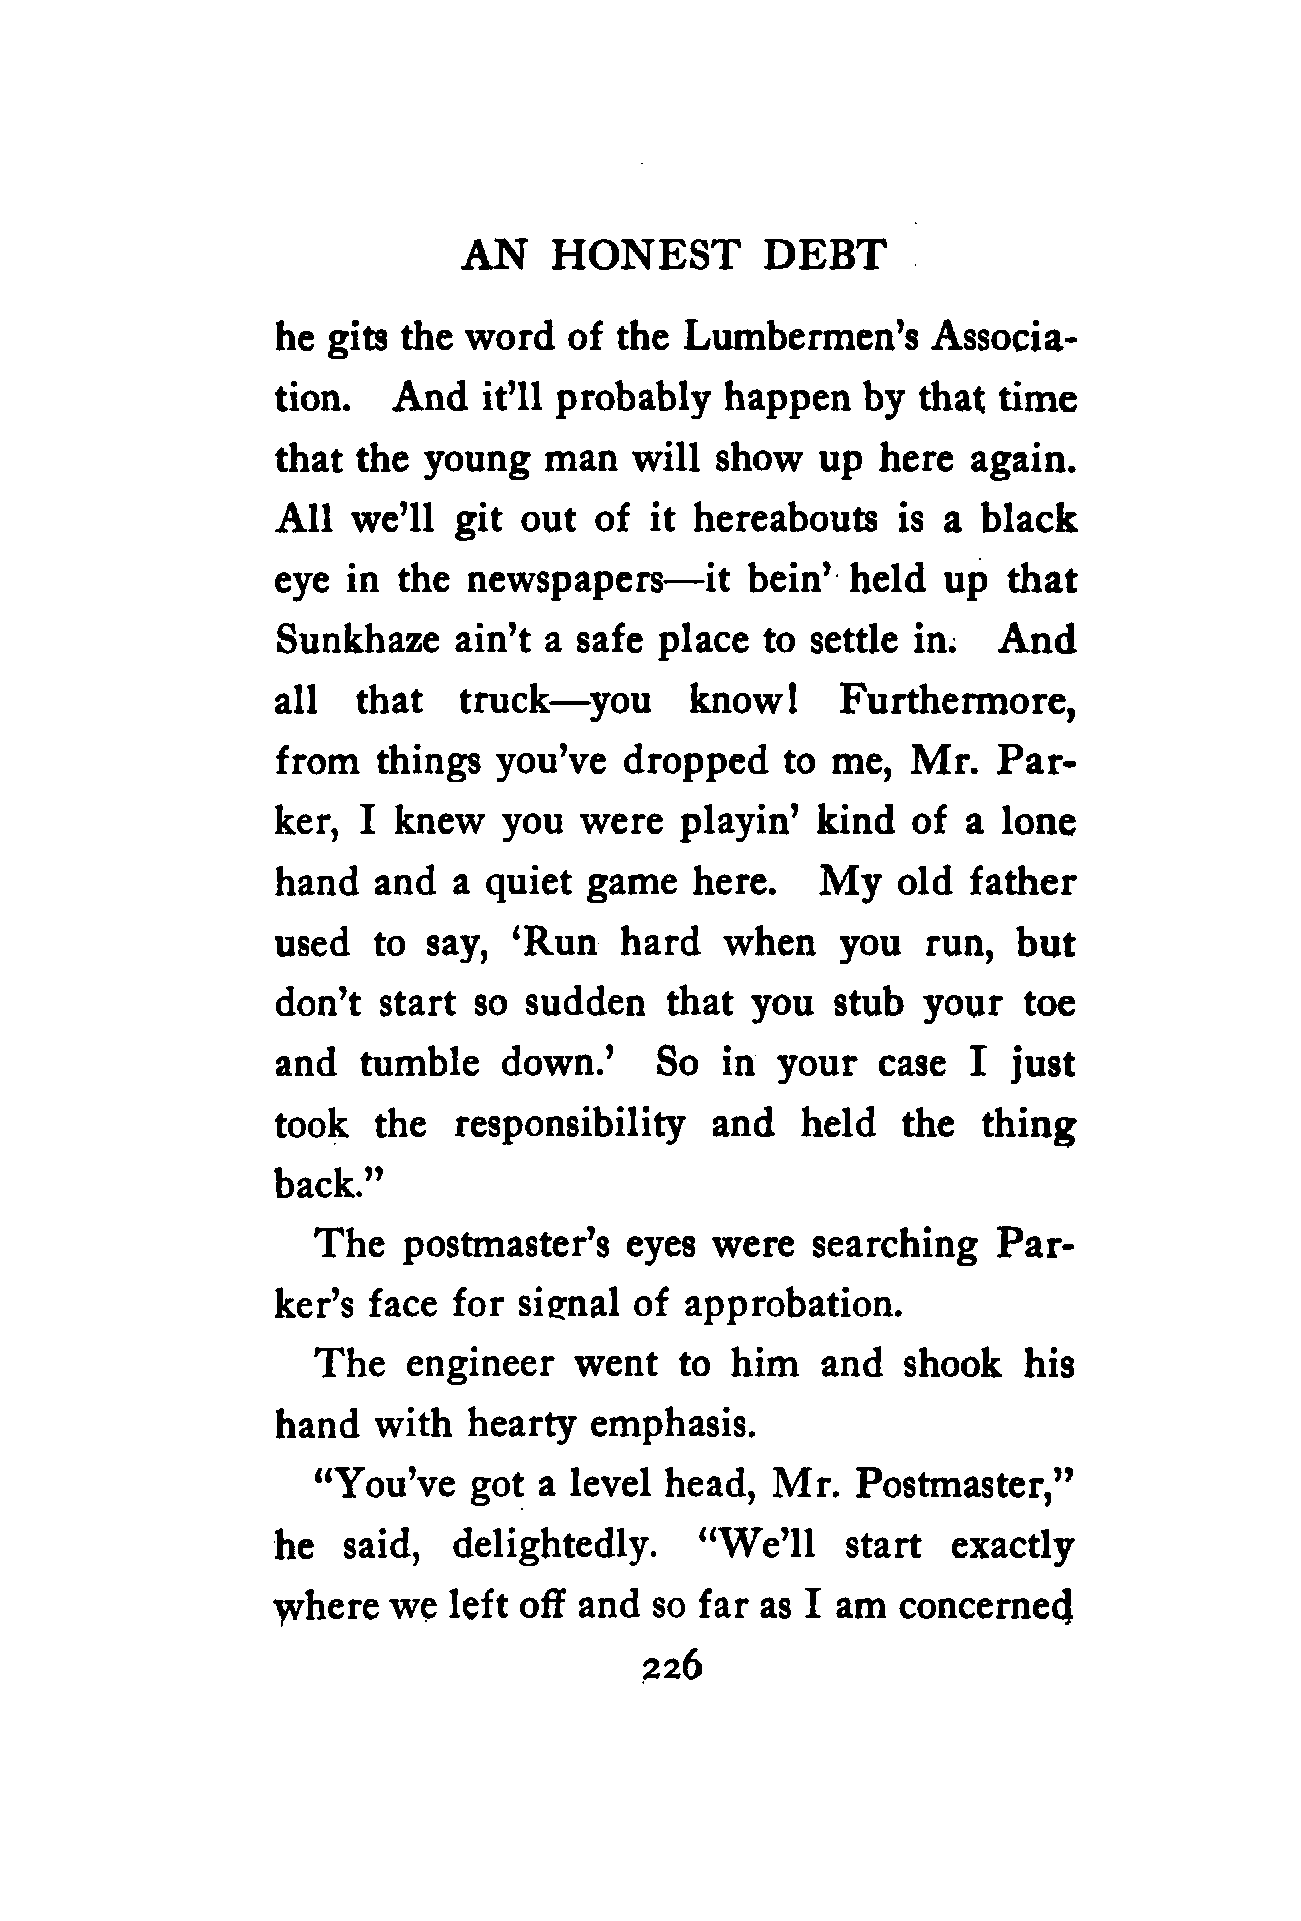 AN HONEST DEBT
he gits the word of the Lumbermen's Associa-
tion. And it'll probably happen by that time
that the young man will show up here again.
All we'll git out of it hereabouts is a black
eye in the newspapers—it bein' held up that
Sunkhaze ain't a safe place to settle in. And
all that truck—you know! Furthermore,
from things you've dropped to me, Mr. Par-
ker, I knew you were playin' kind of a lone
hand and a quiet game here. My old father
used to say, 'Run hard when you run, but
don't start so sudden that you stub your toe
and tumble down.' So in your case I just
took the responsibility and held the thing
back."
The postmaster's eyes were searching Par-
ker's face for signal of approbation.
The engineer went to him and shook his
hand with hearty emphasis.
"You've got a level head, Mr. Postmaster,"
he said, delightedly. "We'll start exactly
where we left off and so far as I am concerned
226